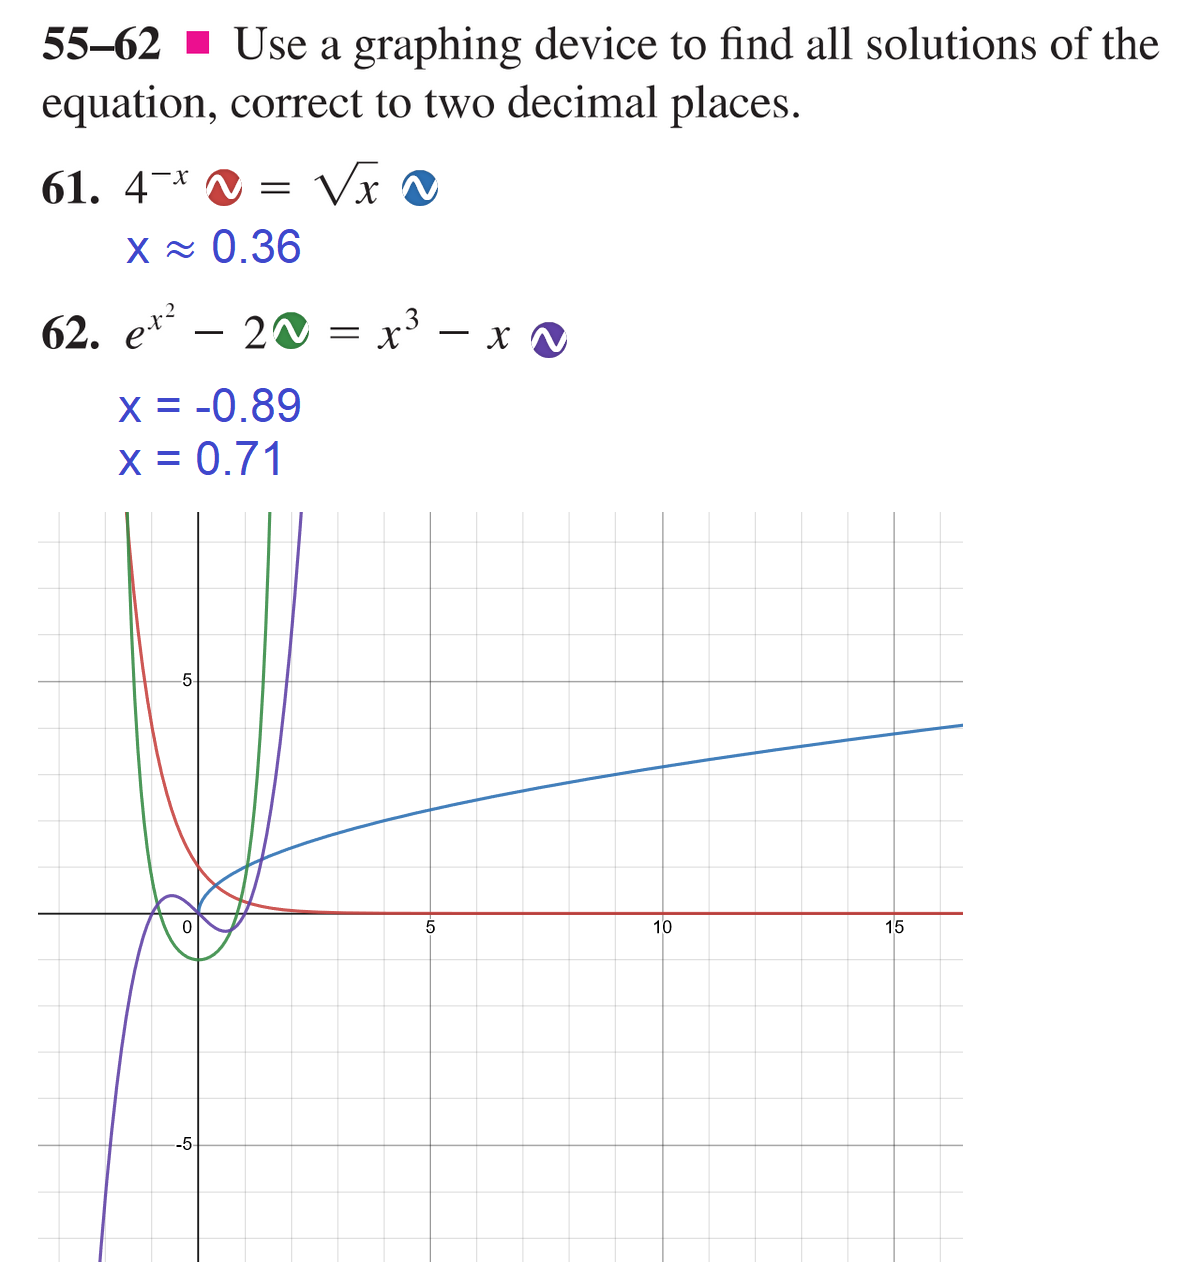 55–62 ■ Use a graphing device to find all solutions of the
equation, correct to two decimal places.
61. 4⁻ˣ = √x
x ≈ 0.36
62. e^{x²} − 2 = x³ − x
x = -0.89
x = 0.71
5
0 5 10 15
-5